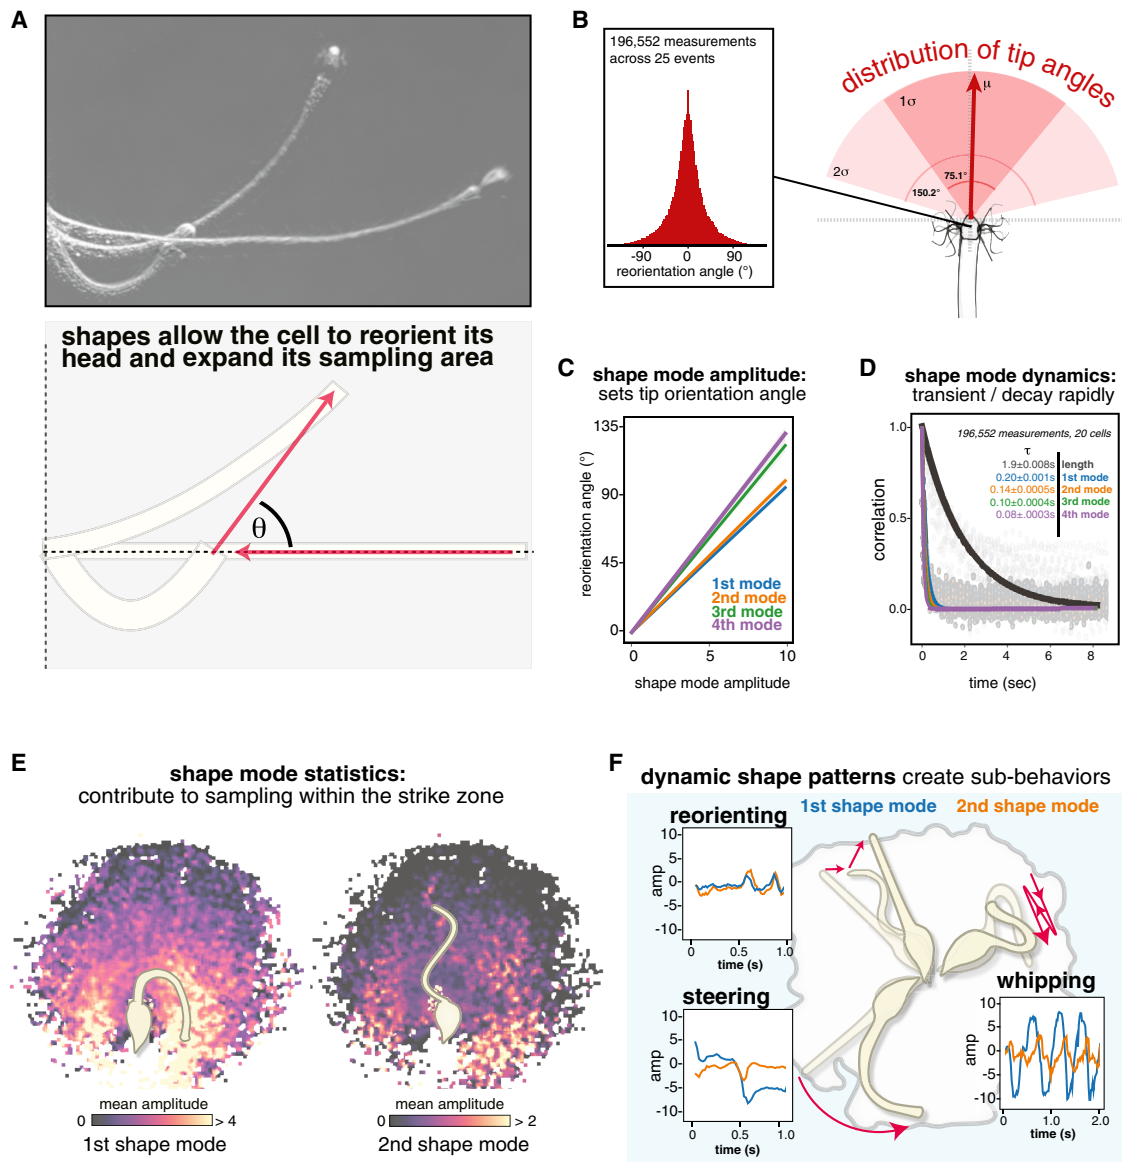 A
shapes allow the cell to reorient its
head and expand its sampling area
θ
B
196,552 measurements
across 25 events
-90
0
90
reorientation angle (°)
distribution of tip angles
μ
1σ
2σ
75.1°
150.2°
C
shape mode amplitude:
sets tip orientation angle
135
90
45
0
reorientation angle (°)
1st mode
2nd mode
3rd mode
4th mode
0
5
10
shape mode amplitude
D
shape mode dynamics:
transient / decay rapidly
196,552 measurements, 20 cells
τ
1.9±0.008s length
0.20±0.001s 1st mode
0.14±0.0005s 2nd mode
0.10±0.0004s 3rd mode
0.08±.0003s 4th mode
1.0
0.5
0.0
correlation
0
2
4
6
8
time (sec)
E
shape mode statistics:
contribute to sampling within the strike zone
mean amplitude
0 > 4
1st shape mode
mean amplitude
0 > 2
2nd shape mode
F
dynamic shape patterns create sub-behaviors
1st shape mode 2nd shape mode
reorienting
10
5
0
-5
-10
amp
0
0.5
1.0
time (s)
steering
10
5
0
-5
-10
amp
0
0.5
1.0
time (s)
whipping
10
5
0
-5
-10
amp
0
1.0
2.0
time (s)